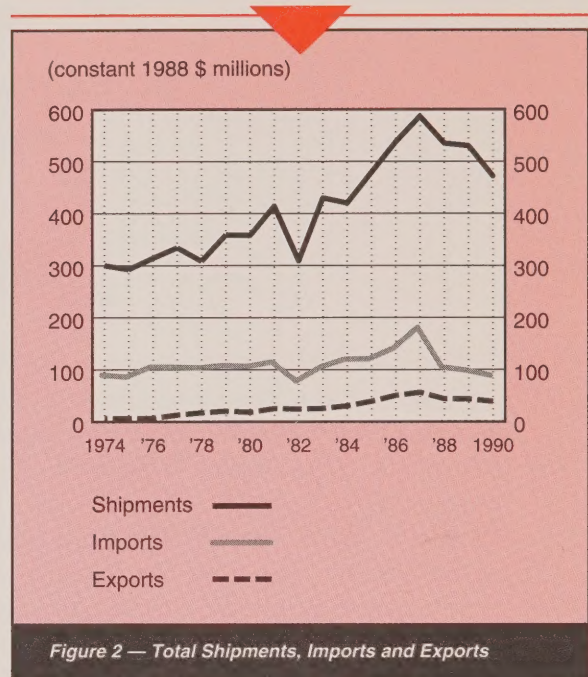 (constant 1988 $ millions)
600 600
500 500
400 400
300 300
200 200
100 100
0 0
1974 '76 '78 '80 '82 '84 '86 '88 1990
Shipments
Imports
Exports
Figure 2 — Total Shipments, Imports and Exports